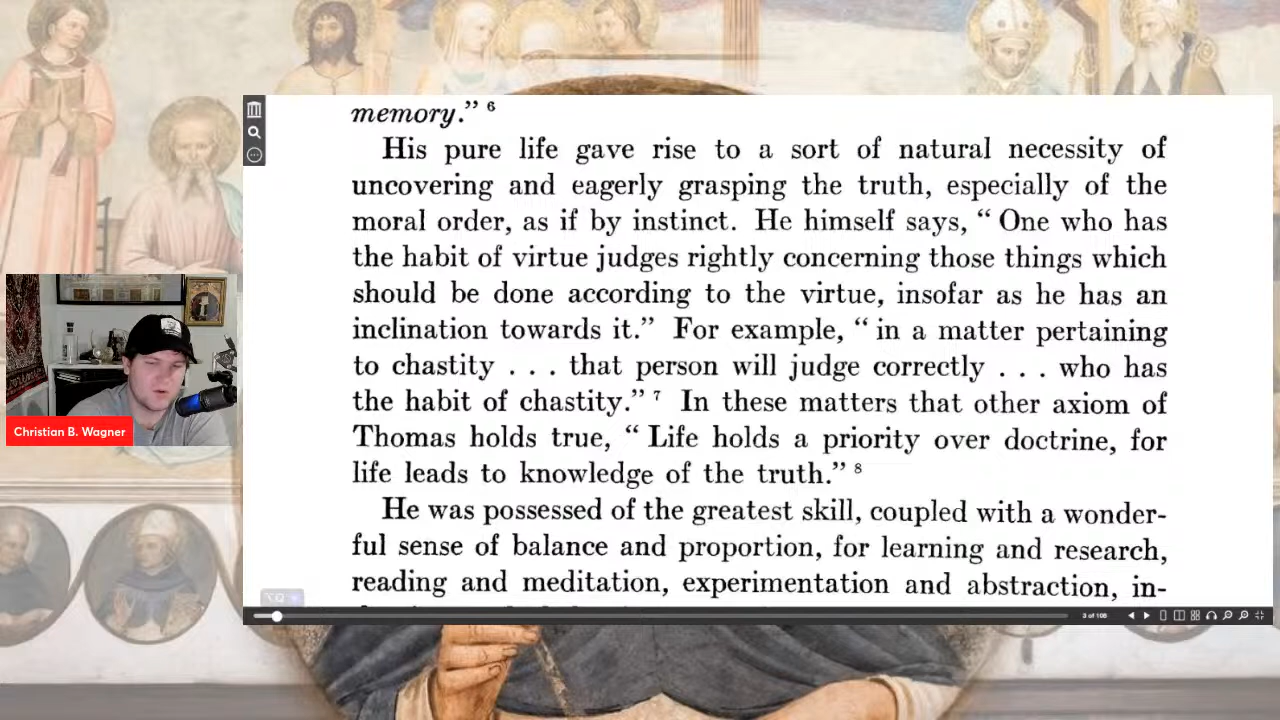 memory.” 6
His pure life gave rise to a sort of natural necessity of
uncovering and eagerly grasping the truth, especially of the
moral order, as if by instinct. He himself says, “ One who has
the habit of virtue judges rightly concerning those things which
should be done according to the virtue, insofar as he has an
inclination towards it.” For example, “ in a matter pertaining
to chastity . . . that person will judge correctly . . . who has
the habit of chastity.” 7 In these matters that other axiom of
Thomas holds true, “ Life holds a priority over doctrine, for
life leads to knowledge of the truth.” 8
He was possessed of the greatest skill, coupled with a wonder-
ful sense of balance and proportion, for learning and research,
reading and meditation, experimentation and abstraction, in-
3 of 108
Christian B. Wagner